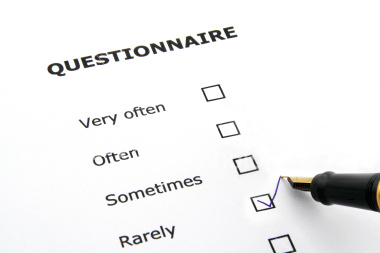 QUESTIONNAIRE
Very often
Often
Sometimes
Rarely